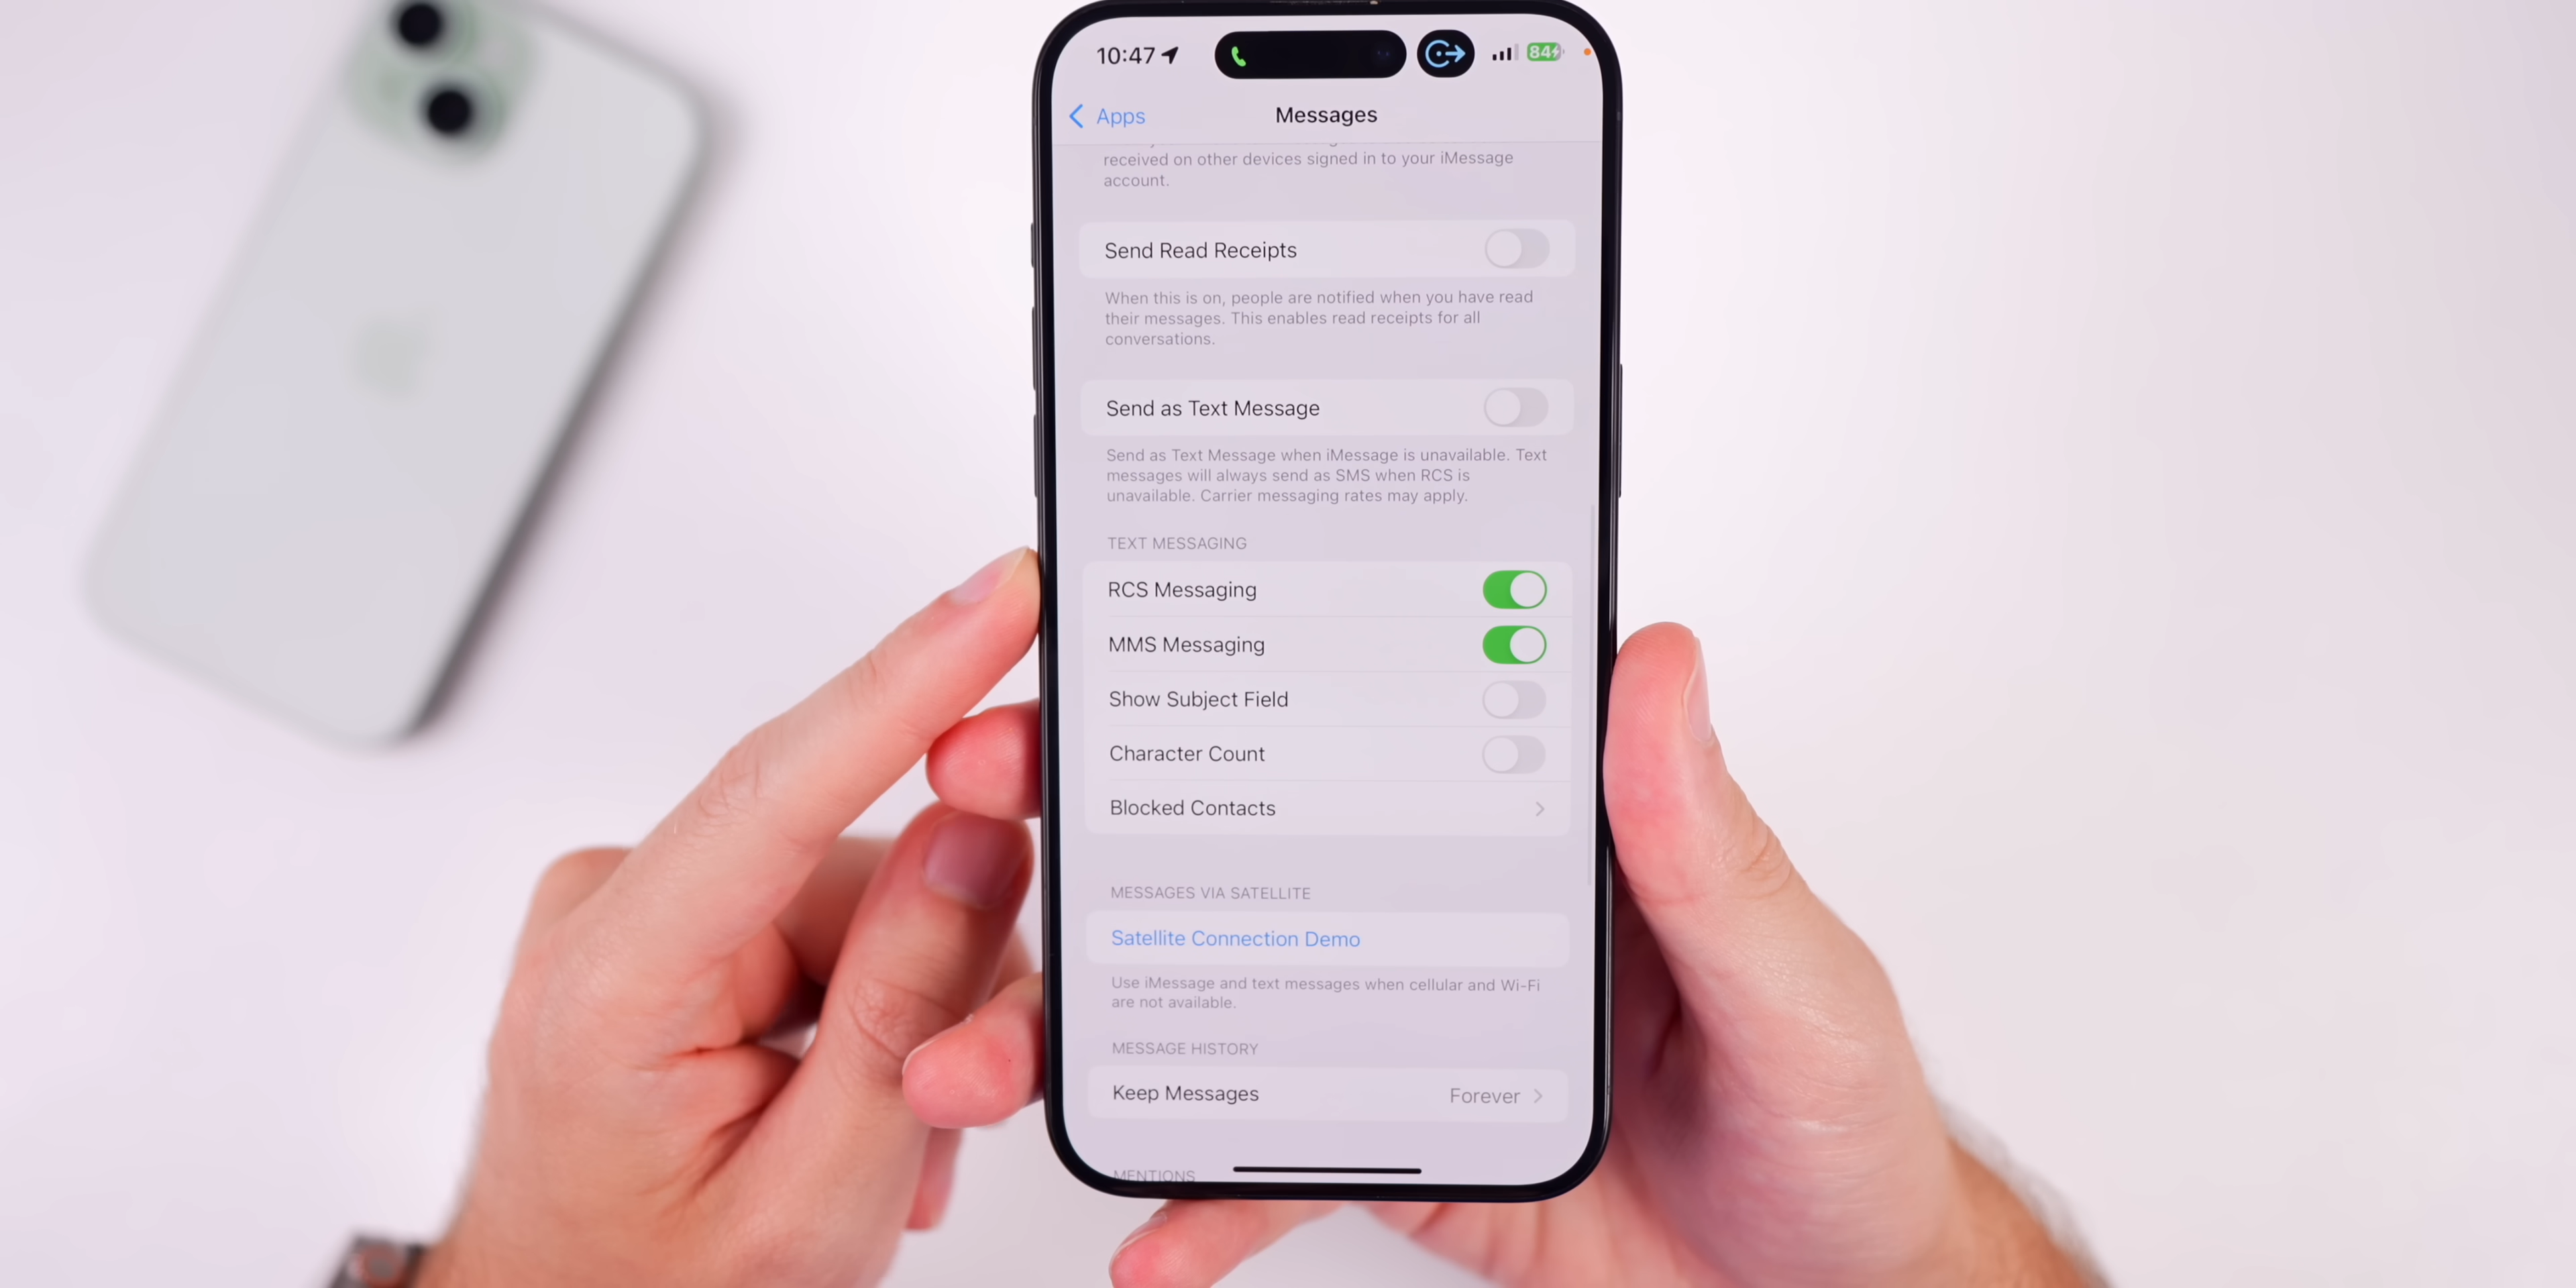 10:47
84
Apps
Messages
received on other devices signed in to your iMessage
account.
Send Read Receipts
When this is on, people are notified when you have read
their messages. This enables read receipts for all
conversations.
Send as Text Message
Send as Text Message when iMessage is unavailable. Text
messages will always send as SMS when RCS is
unavailable. Carrier messaging rates may apply.
TEXT MESSAGING
RCS Messaging
MMS Messaging
Show Subject Field
Character Count
Blocked Contacts
MESSAGES VIA SATELLITE
Satellite Connection Demo
Use iMessage and text messages when cellular and Wi-Fi
are not available.
MESSAGE HISTORY
Keep Messages Forever
MENTIONS